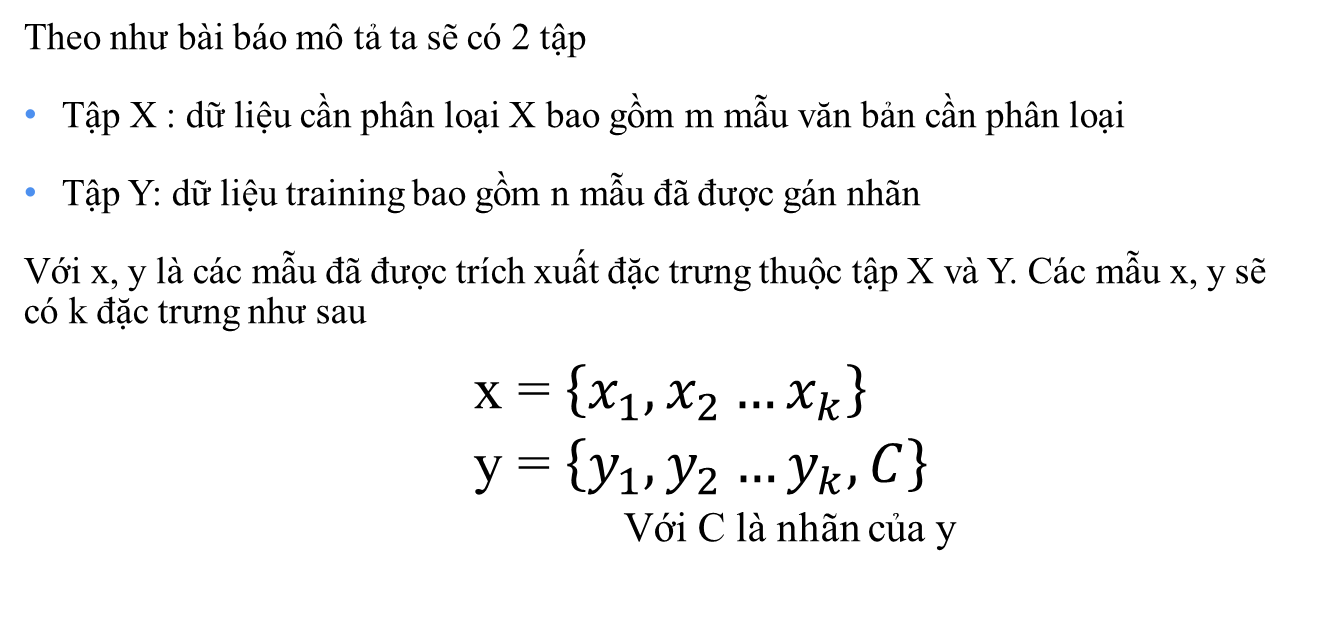 Theo như bài báo mô tả ta sẽ có 2 tập
• Tập X : dữ liệu cần phân loại X bao gồm m mẫu văn bản cần phân loại
• Tập Y: dữ liệu training bao gồm n mẫu đã được gán nhãn
Với x, y là các mẫu đã được trích xuất đặc trưng thuộc tập X và Y. Các mẫu x, y sẽ
có k đặc trưng như sau
x = {𝑥₁, 𝑥₂ … 𝑥ₖ}
y = {𝑦₁, 𝑦₂ … 𝑦ₖ, 𝐶}
Với C là nhãn của y